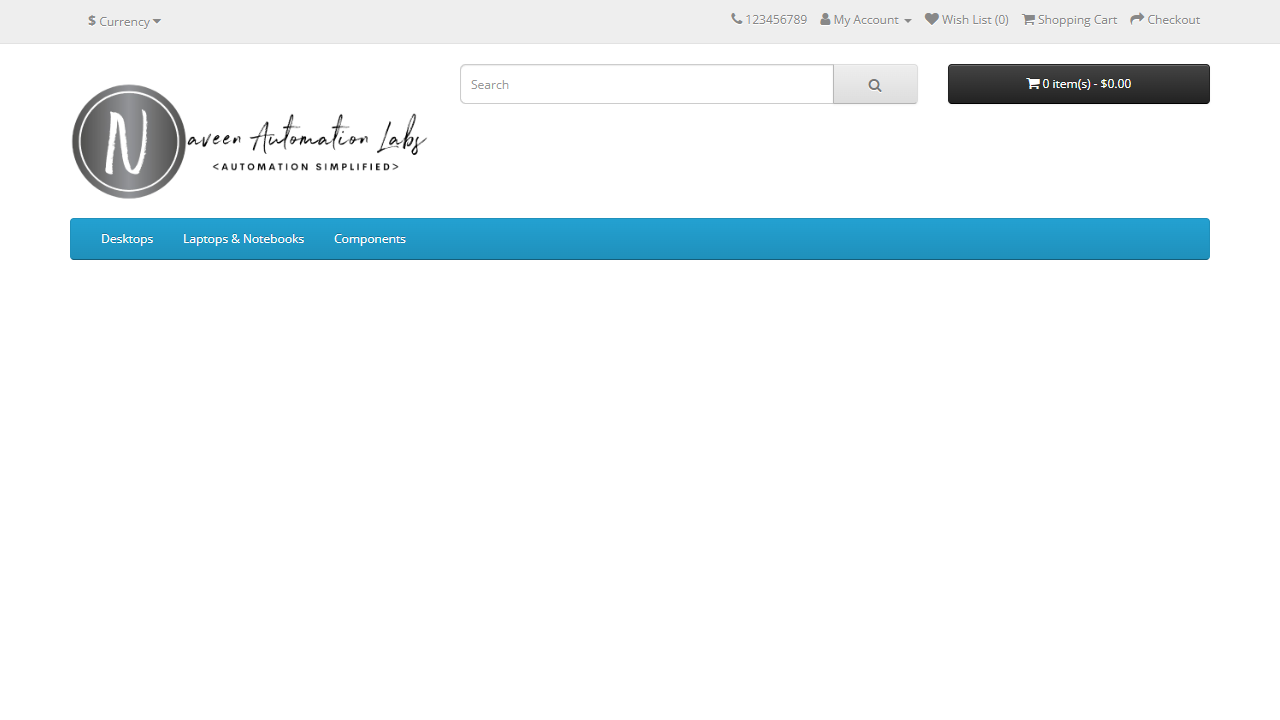 $ Currency
123456789 My Account Wish List (0) Shopping Cart Checkout
Search
0 item(s) - $0.00
N
aveen Automation Labs
<AUTOMATION SIMPLIFIED>
Desktops Laptops & Notebooks Components